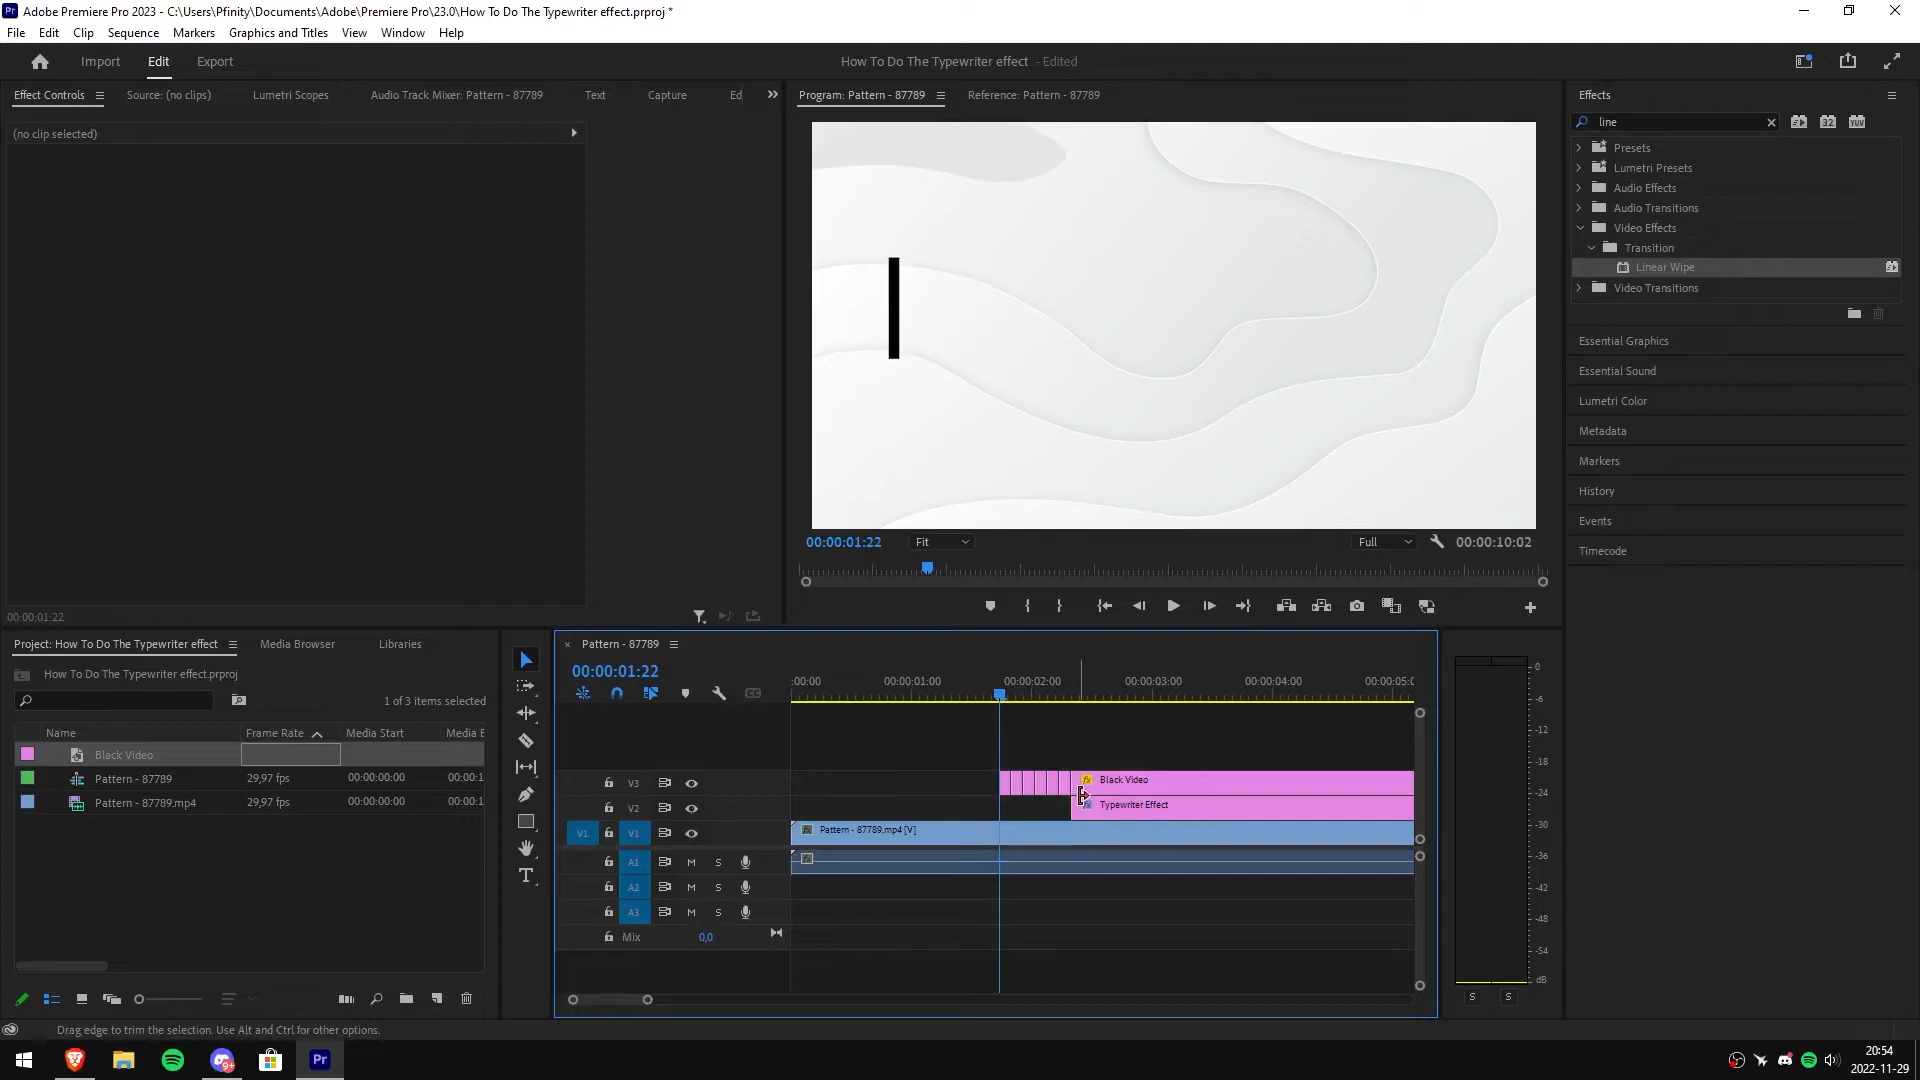 Adobe Premiere Pro 2023 - C:\Users\Pfinity\Documents\Adobe\Premiere Pro\23.0\How To Do The Typewriter effect.prproj *
File Edit Clip Sequence Markers Graphics and Titles View Window Help
Import Edit Export
How To Do The Typewriter effect - Edited
Effect Controls Source: (no clips) Lumetri Scopes Audio Track Mixer: Pattern - 87789 Text Capture Ed
(no clip selected)
00:00:01:22
Program: Pattern - 87789 Reference: Pattern - 87789
00:00:01:22 Fit Full 00:00:10:02
Effects
line
Presets
Lumetri Presets
Audio Effects
Audio Transitions
Video Effects
Transition
Linear Wipe
Video Transitions
Essential Graphics
Essential Sound
Lumetri Color
Metadata
Markers
History
Events
Timecode
Project: How To Do The Typewriter effect Media Browser Libraries
How To Do The Typewriter effect.prproj
1 of 3 items selected
Name Frame Rate Media Start Media E
Black Video
Pattern - 87789 29,97 fps 00:00:00:00 00:00:1
Pattern - 87789.mp4 29,97 fps 00:00:00:00 00:00:1
Pattern - 87789
00:00:01:22
:00:00 00:00:01:00 00:00:02:00 00:00:03:00 00:00:04:00 00:00:05:0
V3 fx Black Video
V2 fx Typewriter Effect
V1 V1 fx Pattern - 87789.mp4 [V]
A1 M S
A2 M S
A3 M S
Mix 0,0
0
-6
-12
-18
-24
-30
-36
-42
-48
-54
dB
S S
Drag edge to trim the selection. Use Alt and Ctrl for other options.
9+
Pr
20:54
2022-11-29